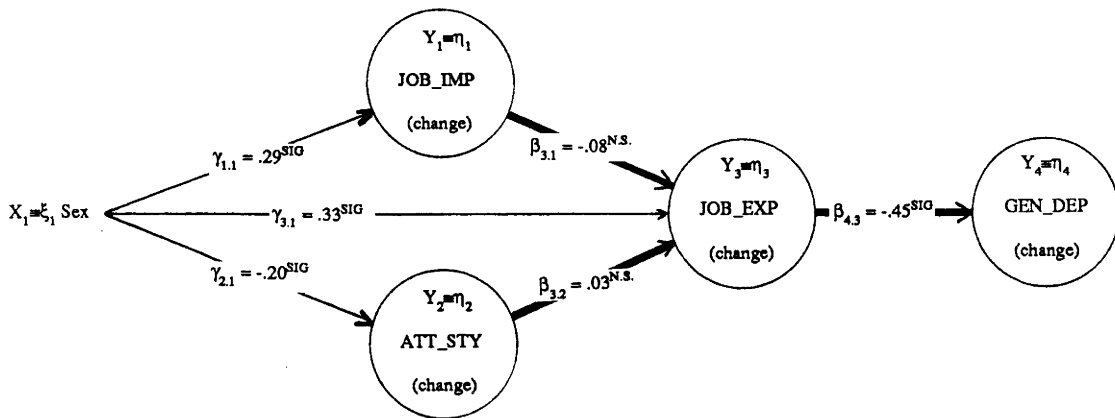 Y₁≡η₁
JOB_IMP
(change)
γ₁.₁ = .29ˢᴵᴳ
β₃.₁ = -.08ᴺ·ˢ·
X₁≡ξ₁ Sex
γ₃.₁ = .33ˢᴵᴳ
Y₃≡η₃
JOB_EXP
(change)
β₄.₃ = -.45ˢᴵᴳ
Y₄≡η₄
GEN_DEP
(change)
γ₂.₁ = -.20ˢᴵᴳ
β₃.₂ = .03ᴺ·ˢ·
Y₂≡η₂
ATT_STY
(change)